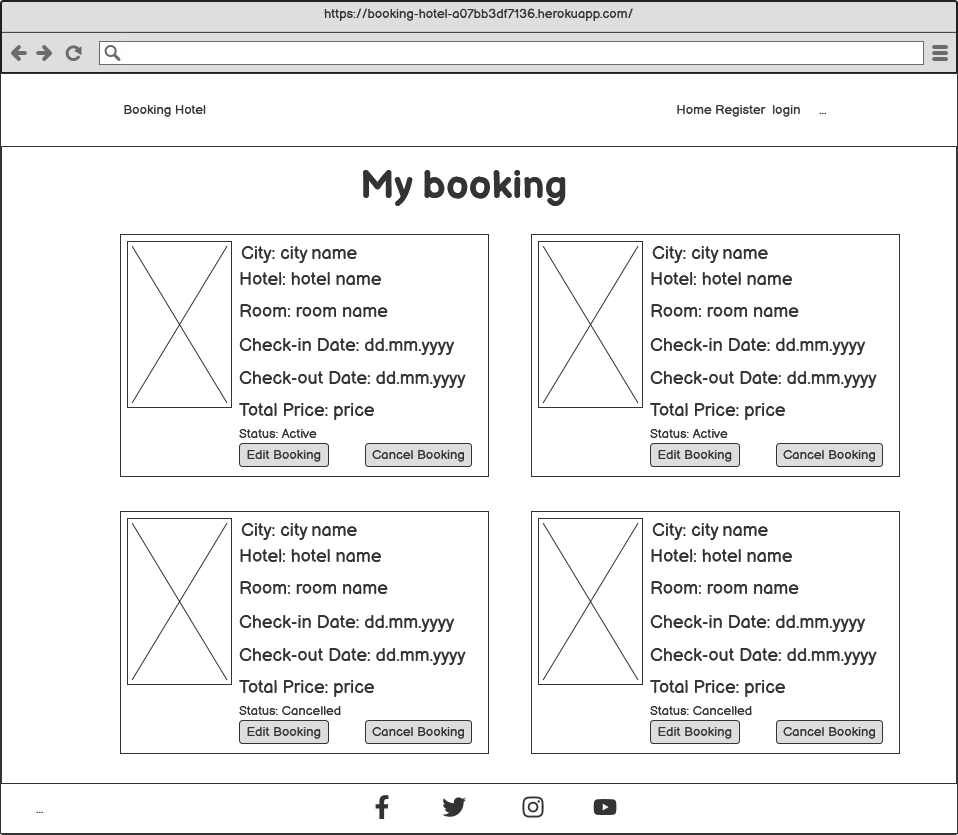 https://booking-hotel-a07bb3df7136.herokuapp.com/
Booking Hotel
Home Register login ...
My booking
City: city name
Hotel: hotel name
Room: room name
Check-in Date: dd.mm.yyyy
Check-out Date: dd.mm.yyyy
Total Price: price
Status: Active
Edit Booking
Cancel Booking
City: city name
Hotel: hotel name
Room: room name
Check-in Date: dd.mm.yyyy
Check-out Date: dd.mm.yyyy
Total Price: price
Status: Active
Edit Booking
Cancel Booking
City: city name
Hotel: hotel name
Room: room name
Check-in Date: dd.mm.yyyy
Check-out Date: dd.mm.yyyy
Total Price: price
Status: Cancelled
Edit Booking
Cancel Booking
City: city name
Hotel: hotel name
Room: room name
Check-in Date: dd.mm.yyyy
Check-out Date: dd.mm.yyyy
Total Price: price
Status: Cancelled
Edit Booking
Cancel Booking
...